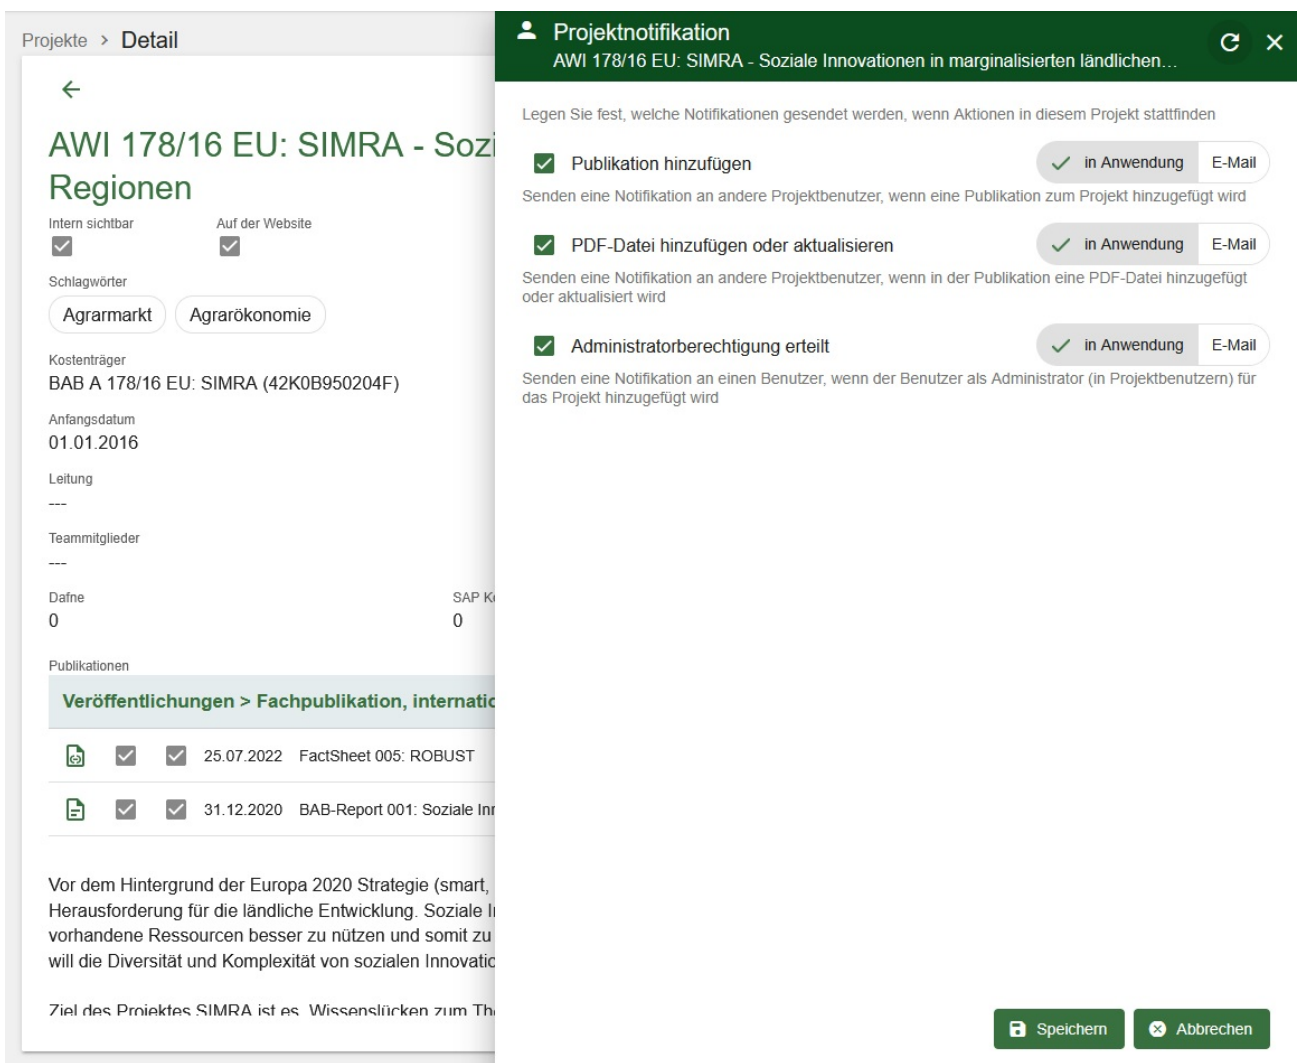 Projekte > Detail
AWI 178/16 EU: SIMRA - Sozi
Regionen
Intern sichtbar
Auf der Website
Schlagwörter
Agrarmarkt
Agrarökonomie
Kostenträger
BAB A 178/16 EU: SIMRA (42K0B950204F)
Anfangsdatum
01.01.2016
Leitung
---
Teammitglieder
---
Dafne
SAP K
0
0
Publikationen
Veröffentlichungen > Fachpublikation, internatio
25.07.2022 FactSheet 005: ROBUST
31.12.2020 BAB-Report 001: Soziale Inn
Vor dem Hintergrund der Europa 2020 Strategie (smart,
Herausforderung für die ländliche Entwicklung. Soziale I
vorhandene Ressourcen besser zu nützen und somit zu
will die Diversität und Komplexität von sozialen Innovatio
Ziel des Projektes SIMRA ist es, Wissenslücken zum Th
Projektnotifikation
AWI 178/16 EU: SIMRA - Soziale Innovationen in marginalisierten ländlichen...
Legen Sie fest, welche Notifikationen gesendet werden, wenn Aktionen in diesem Projekt stattfinden
Publikation hinzufügen
in Anwendung
E-Mail
Senden eine Notifikation an andere Projektbenutzer, wenn eine Publikation zum Projekt hinzugefügt wird
PDF-Datei hinzufügen oder aktualisieren
in Anwendung
E-Mail
Senden eine Notifikation an andere Projektbenutzer, wenn in der Publikation eine PDF-Datei hinzugefügt
oder aktualisiert wird
Administratorberechtigung erteilt
in Anwendung
E-Mail
Senden eine Notifikation an einen Benutzer, wenn der Benutzer als Administrator (in Projektbenutzern) für
das Projekt hinzugefügt wird
Speichern
Abbrechen